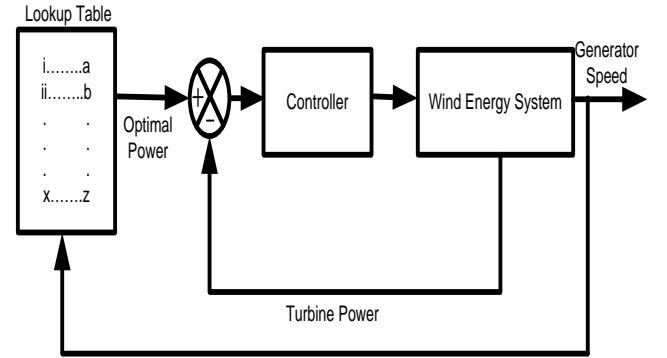 Lookup Table
i........a
ii........b
. .
. .
. .
x.......z
Optimal
Power
+
-
Controller
Wind Energy System
Generator
Speed
Turbine Power